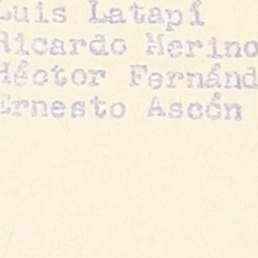 Luis Latapí
Ricardo Merino
Héctor Fernánd
Ernesto Ascón